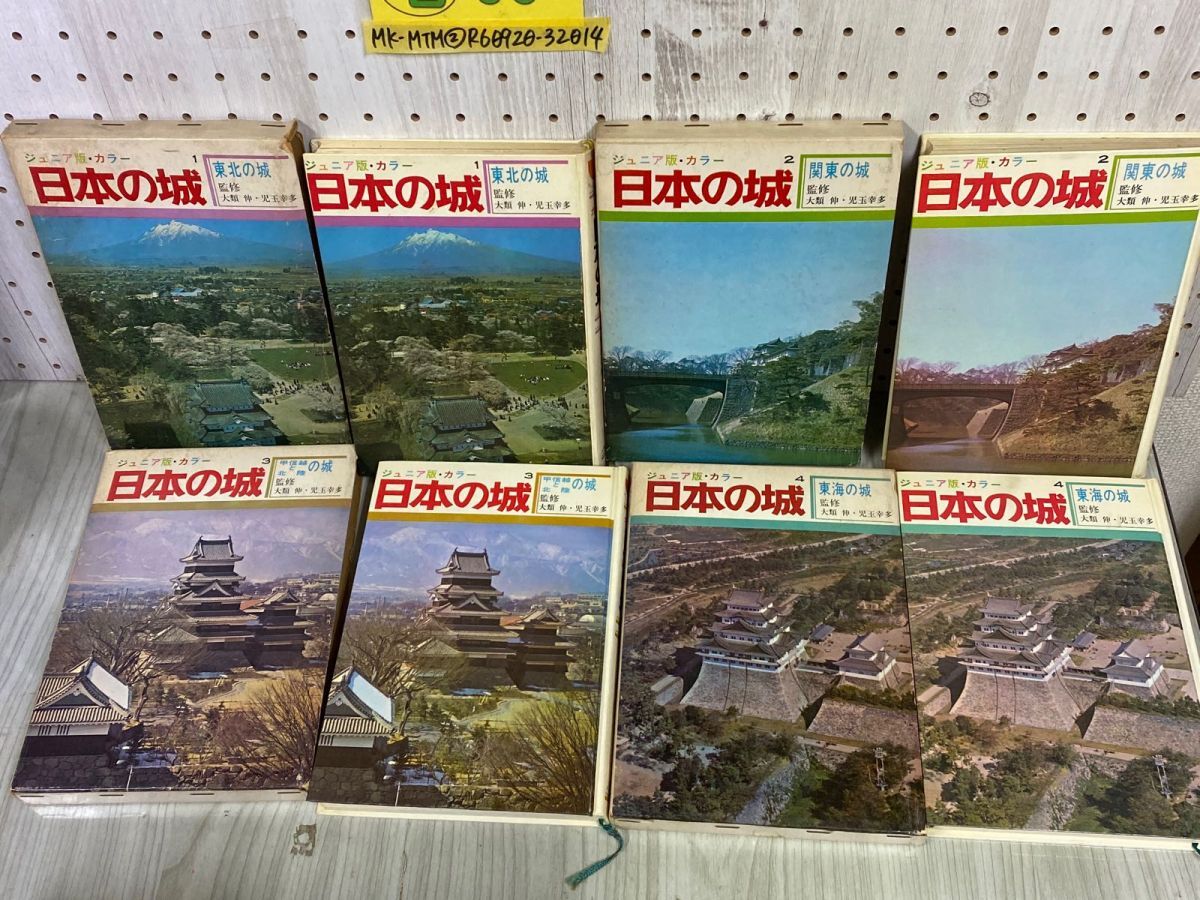 MK-MTM②R60920-32014
ジュニア版・カラー
1
日本の城
東北の城
監修
大類 伸・児玉幸多
ジュニア版・カラー
1
日本の城
東北の城
監修
大類 伸・児玉幸多
ジュニア版・カラー
2
日本の城
関東の城
監修
大類 伸・児玉幸多
ジュニア版・カラー
2
日本の城
関東の城
監修
大類 伸・児玉幸多
ジュニア版・カラー
3
日本の城
甲信越と北陸の城
監修
大類 伸・児玉幸多
ジュニア版・カラー
3
日本の城
甲信越と北陸の城
監修
大類 伸・児玉幸多
ジュニア版・カラー
4
日本の城
東海の城
監修
大類 伸・児玉幸多
ジュニア版・カラー
4
日本の城
東海の城
監修
大類 伸・児玉幸多